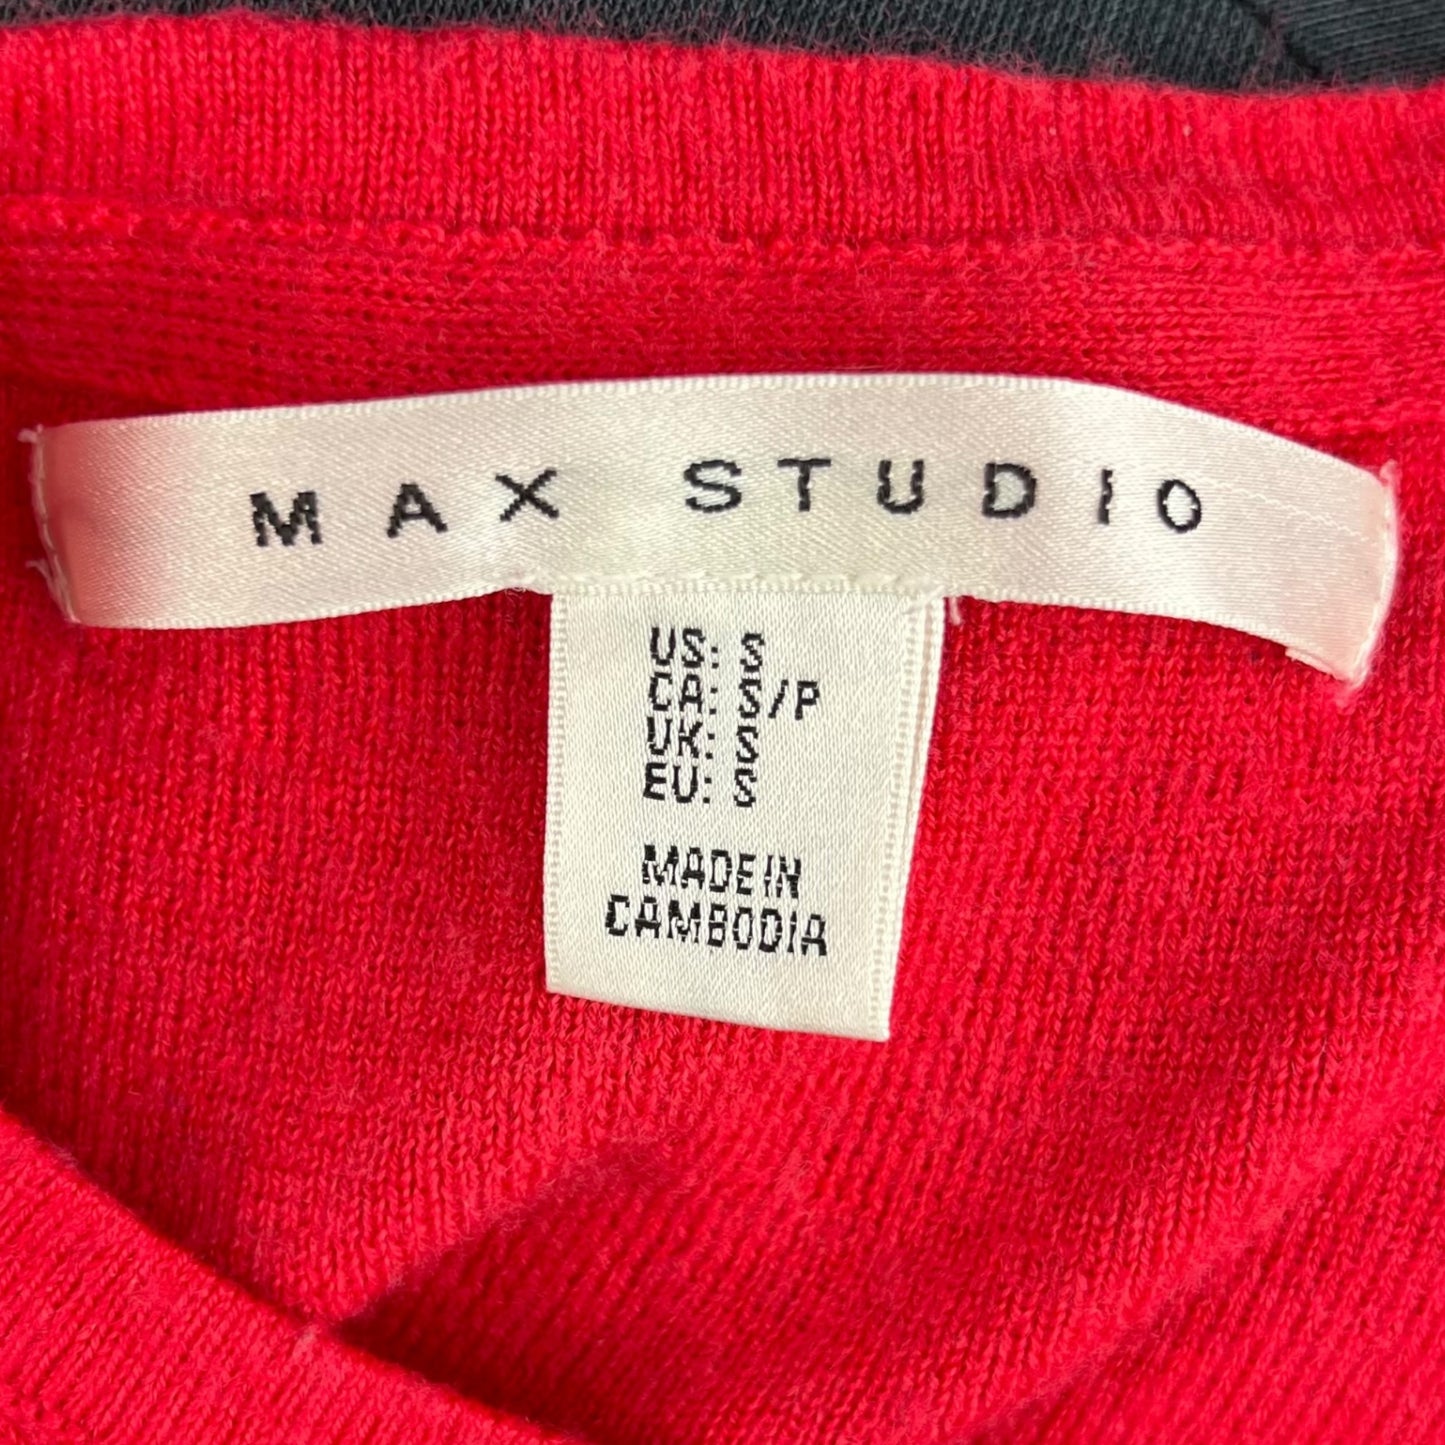 MAX STUDIO
US: S
CA: S/P
UK: S
EU: S
MADE IN
CAMBODIA